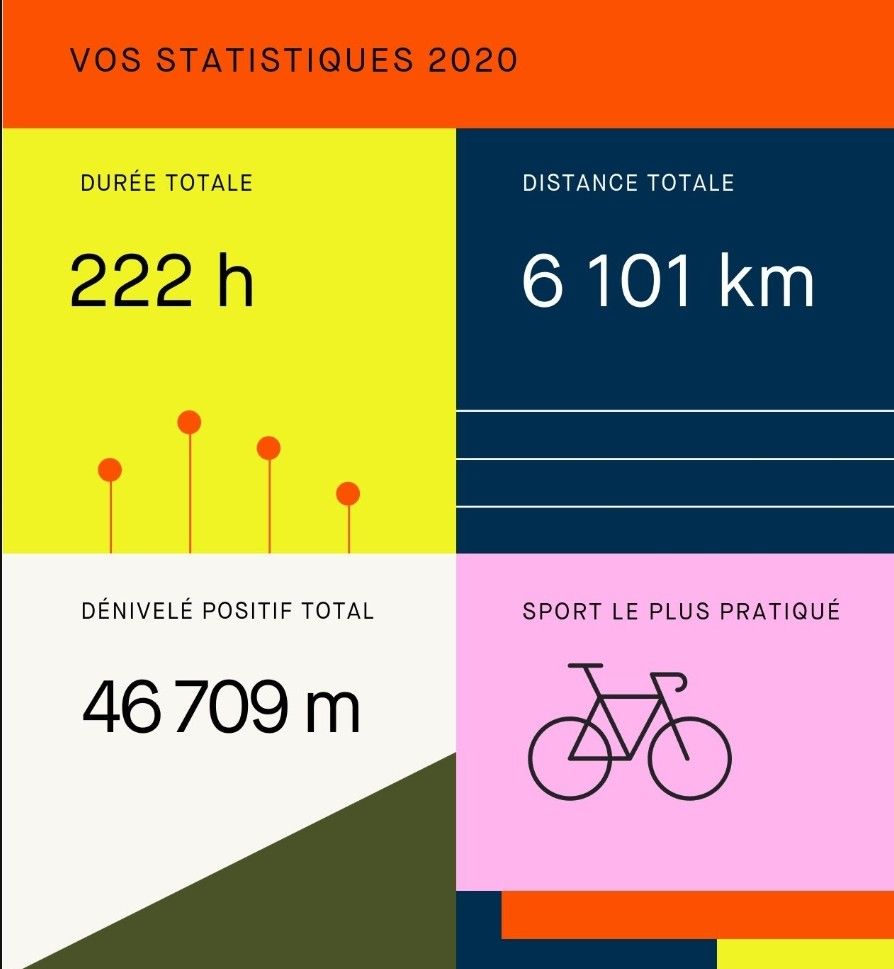 VOS STATISTIQUES 2020
DURÉE TOTALE
222 h
DISTANCE TOTALE
6 101 km
DÉNIVELÉ POSITIF TOTAL
46 709 m
SPORT LE PLUS PRATIQUÉ